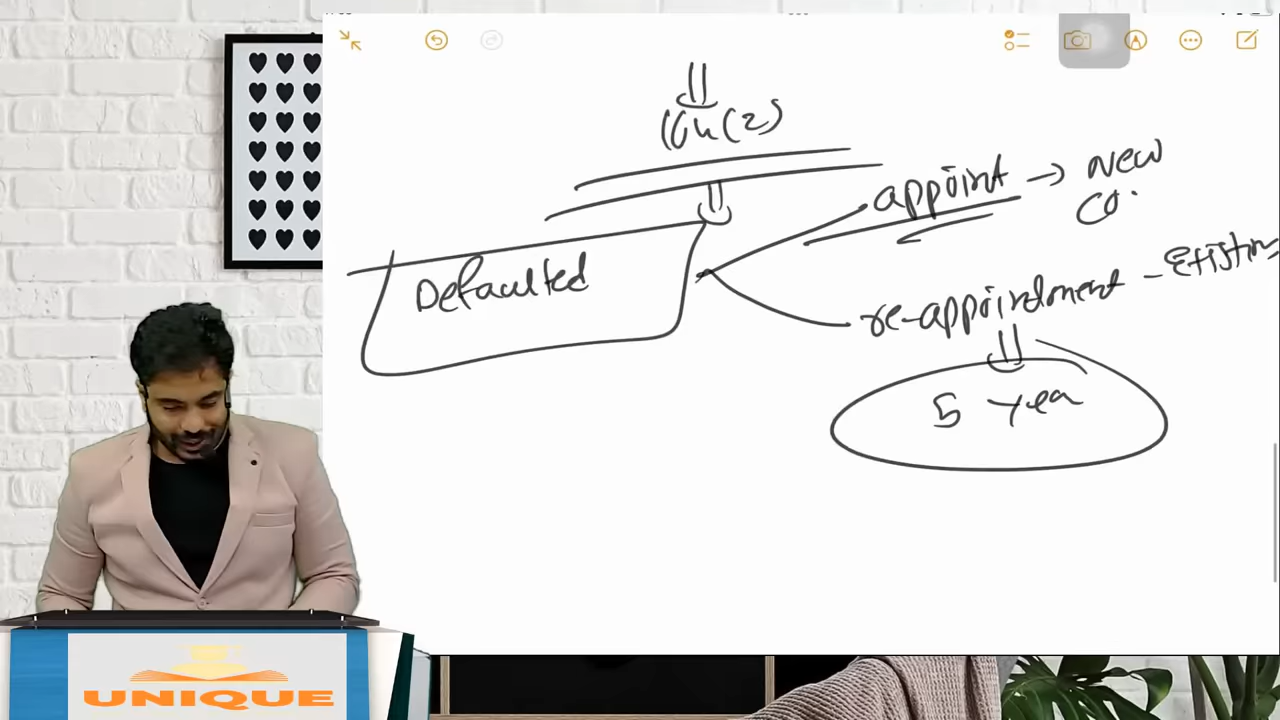 164(2)
appoint → New
Co.
Defaulted
re-appointment - Existing
5 Year
UNIQUE